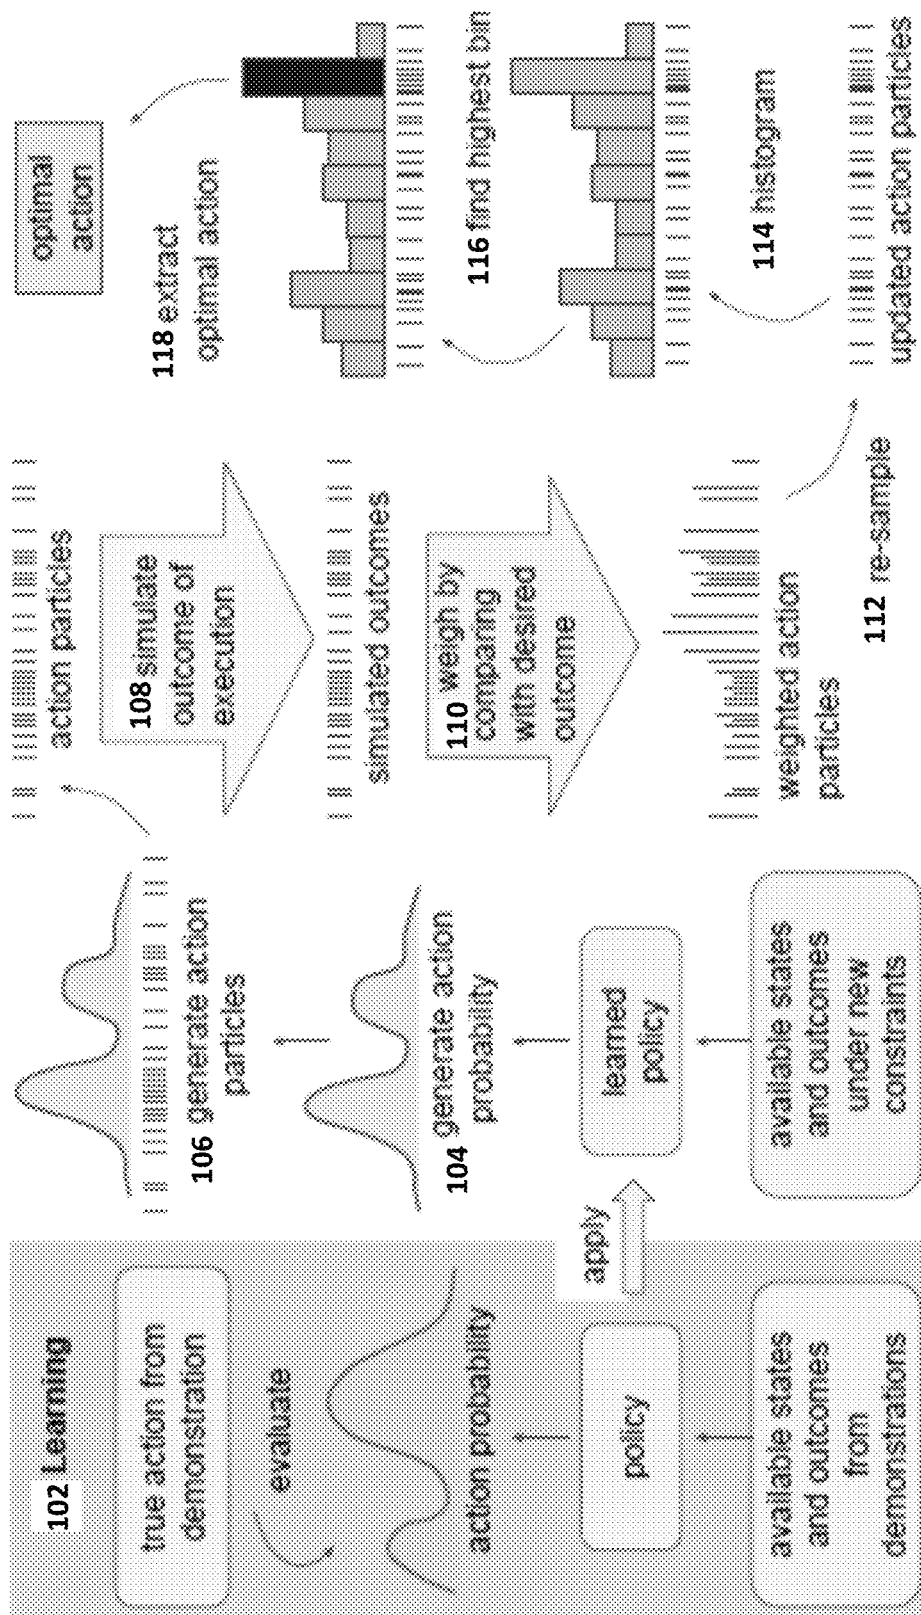 102 Learning
true action from
demonstration
evaluate
action probability
policy
available states
and outcomes
from
demonstrations
apply
106 generate action
particles
104 generate action
probability
learned
policy
available states
and outcomes
under new
constraints
action particles
108 simulate
outcome of
execution
simulated outcomes
110 weigh by
comparing
with desired
outcome
weighted action
particles
112 re-sample
optimal
action
118 extract
optimal action
116 find highest bin
114 histogram
updated action particles